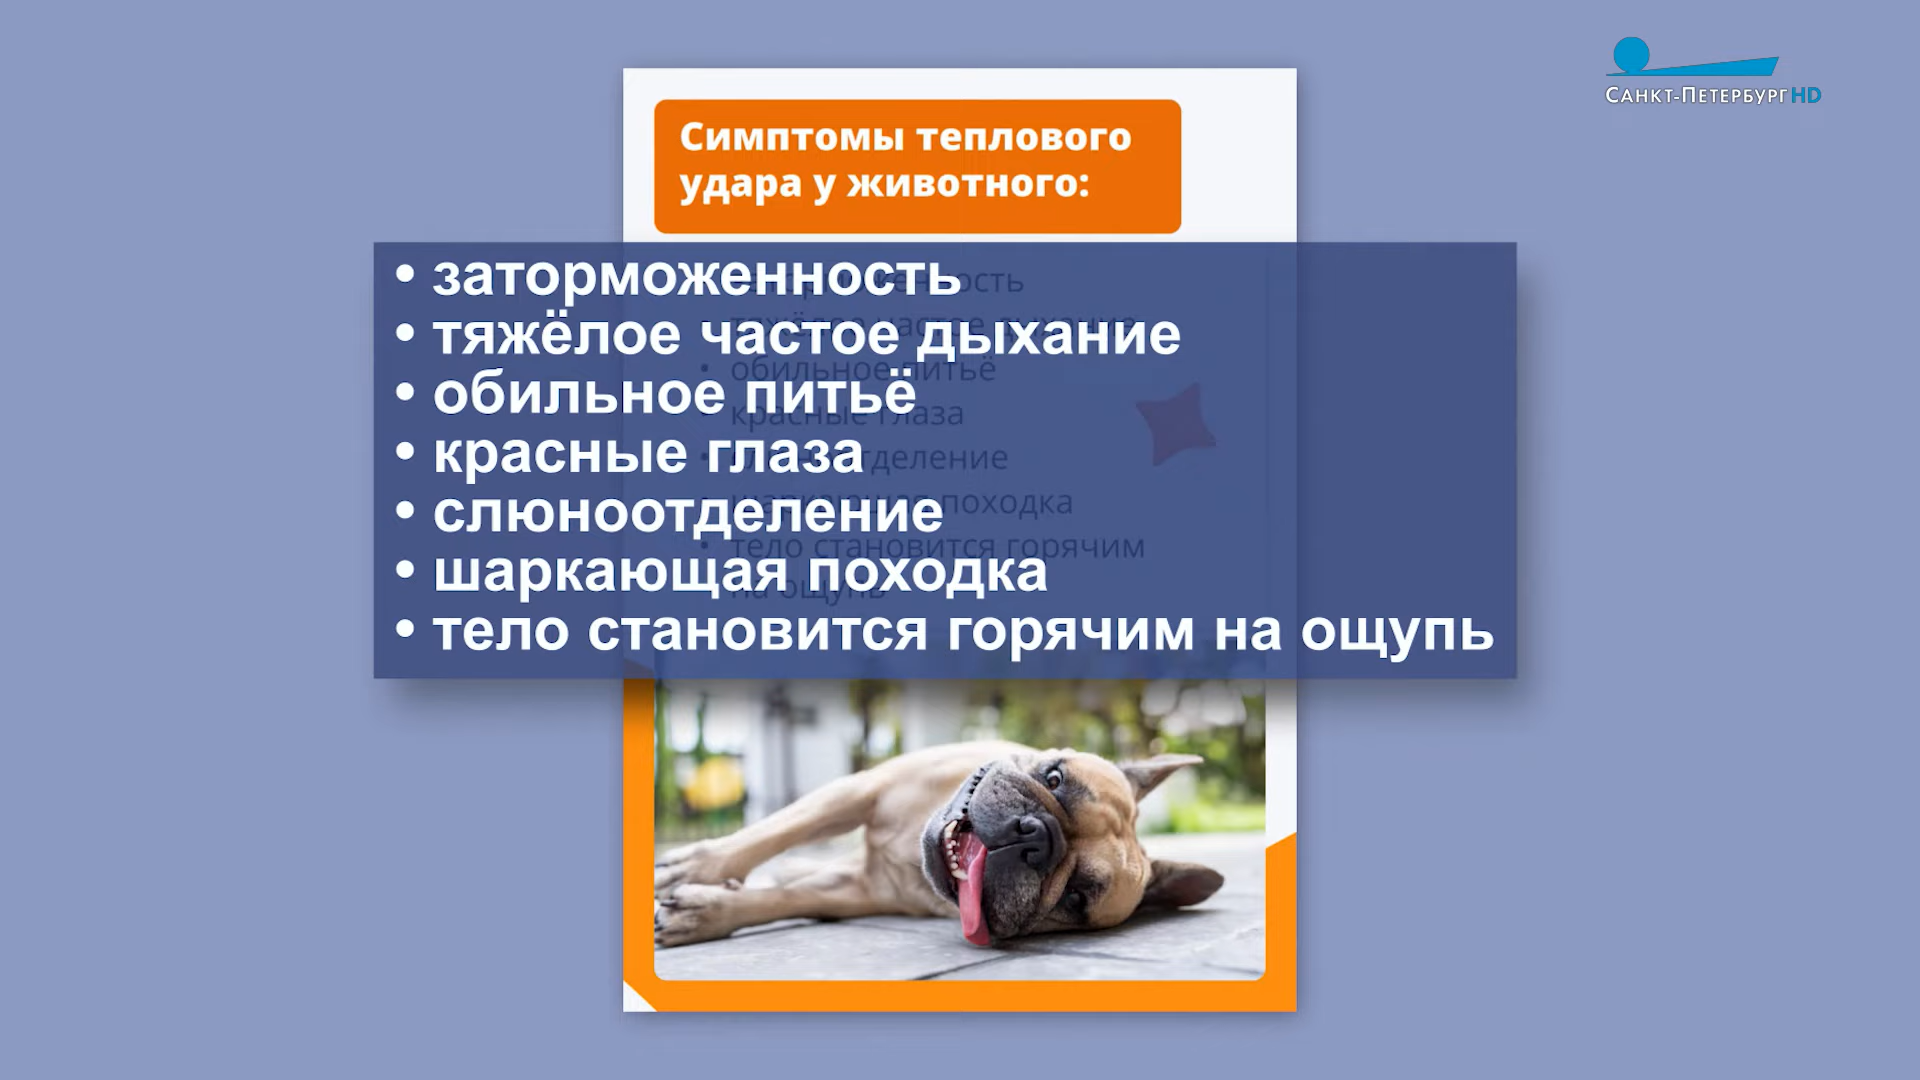 САНКТ-ПЕТЕРБУРГ HD
Симптомы теплового
удара у животного:
• заторможенность
• тяжёлое частое дыхание
• обильное питьё
• красные глаза
• слюноотделение
• шаркающая походка
• тело становится горячим на ощупь